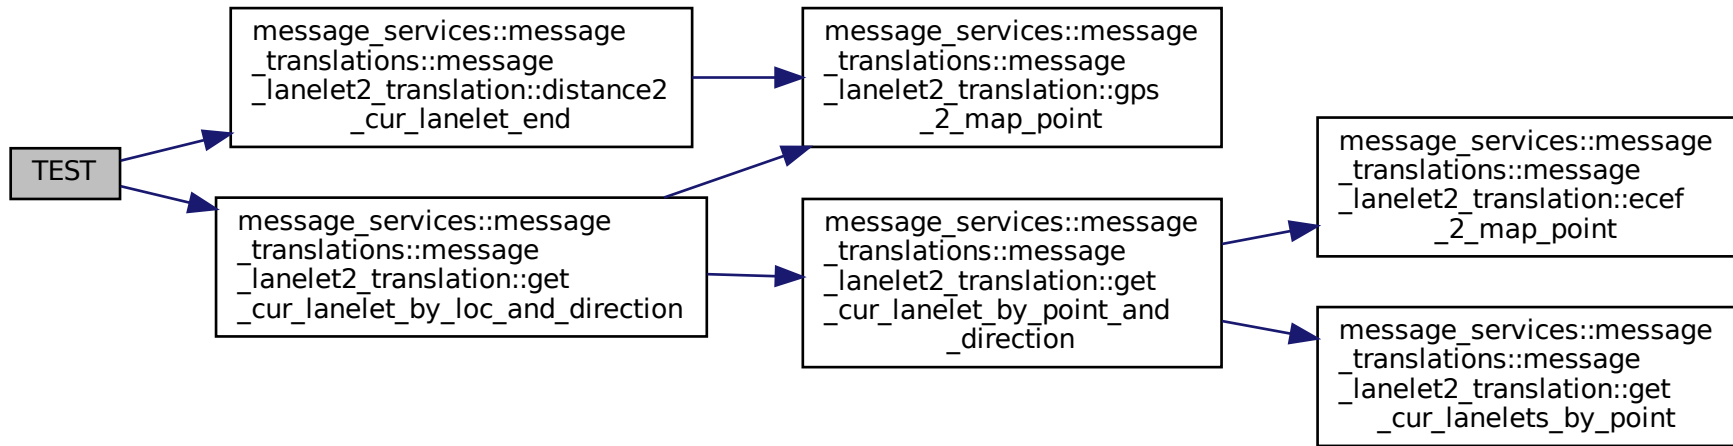 TEST
message_services::message
_translations::message
_lanelet2_translation::distance2
_cur_lanelet_end
message_services::message
_translations::message
_lanelet2_translation::get
_cur_lanelet_by_loc_and_direction
message_services::message
_translations::message
_lanelet2_translation::gps
_2_map_point
message_services::message
_translations::message
_lanelet2_translation::get
_cur_lanelet_by_point_and
_direction
message_services::message
_translations::message
_lanelet2_translation::ecef
_2_map_point
message_services::message
_translations::message
_lanelet2_translation::get
_cur_lanelets_by_point